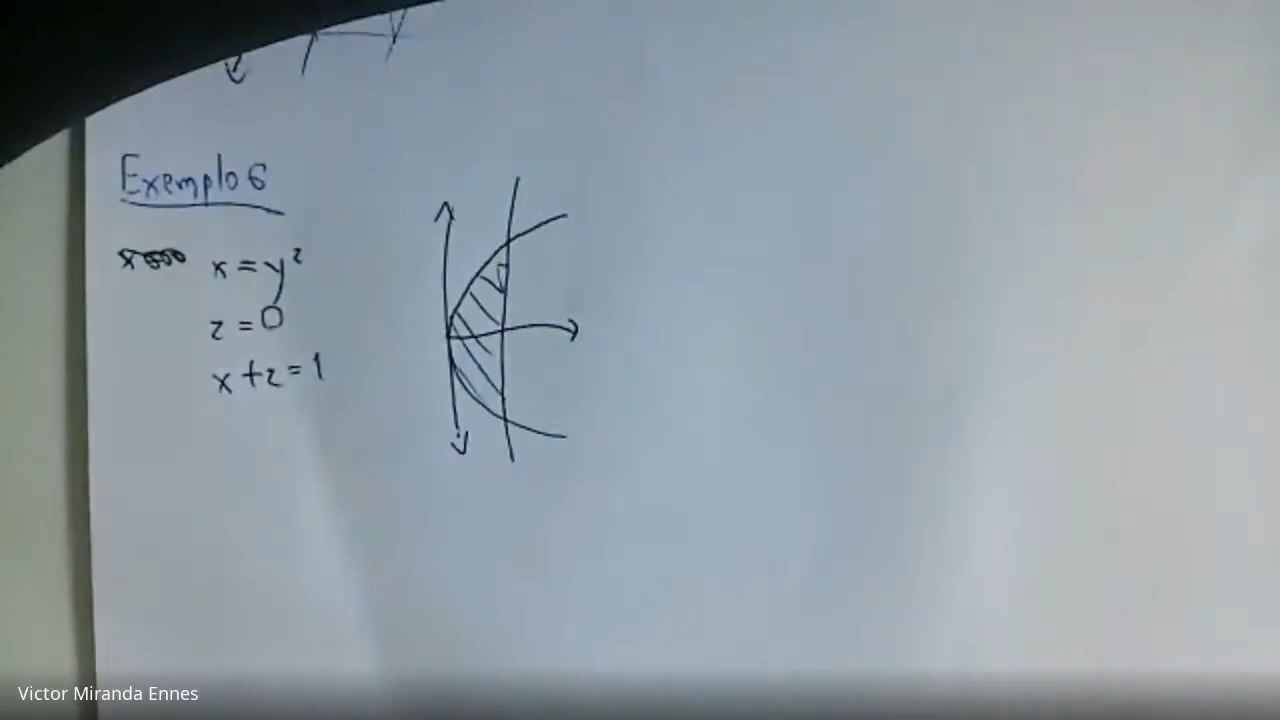 Exemplo 6
x = y²
z = 0
x + z = 1
Victor Miranda Ennes